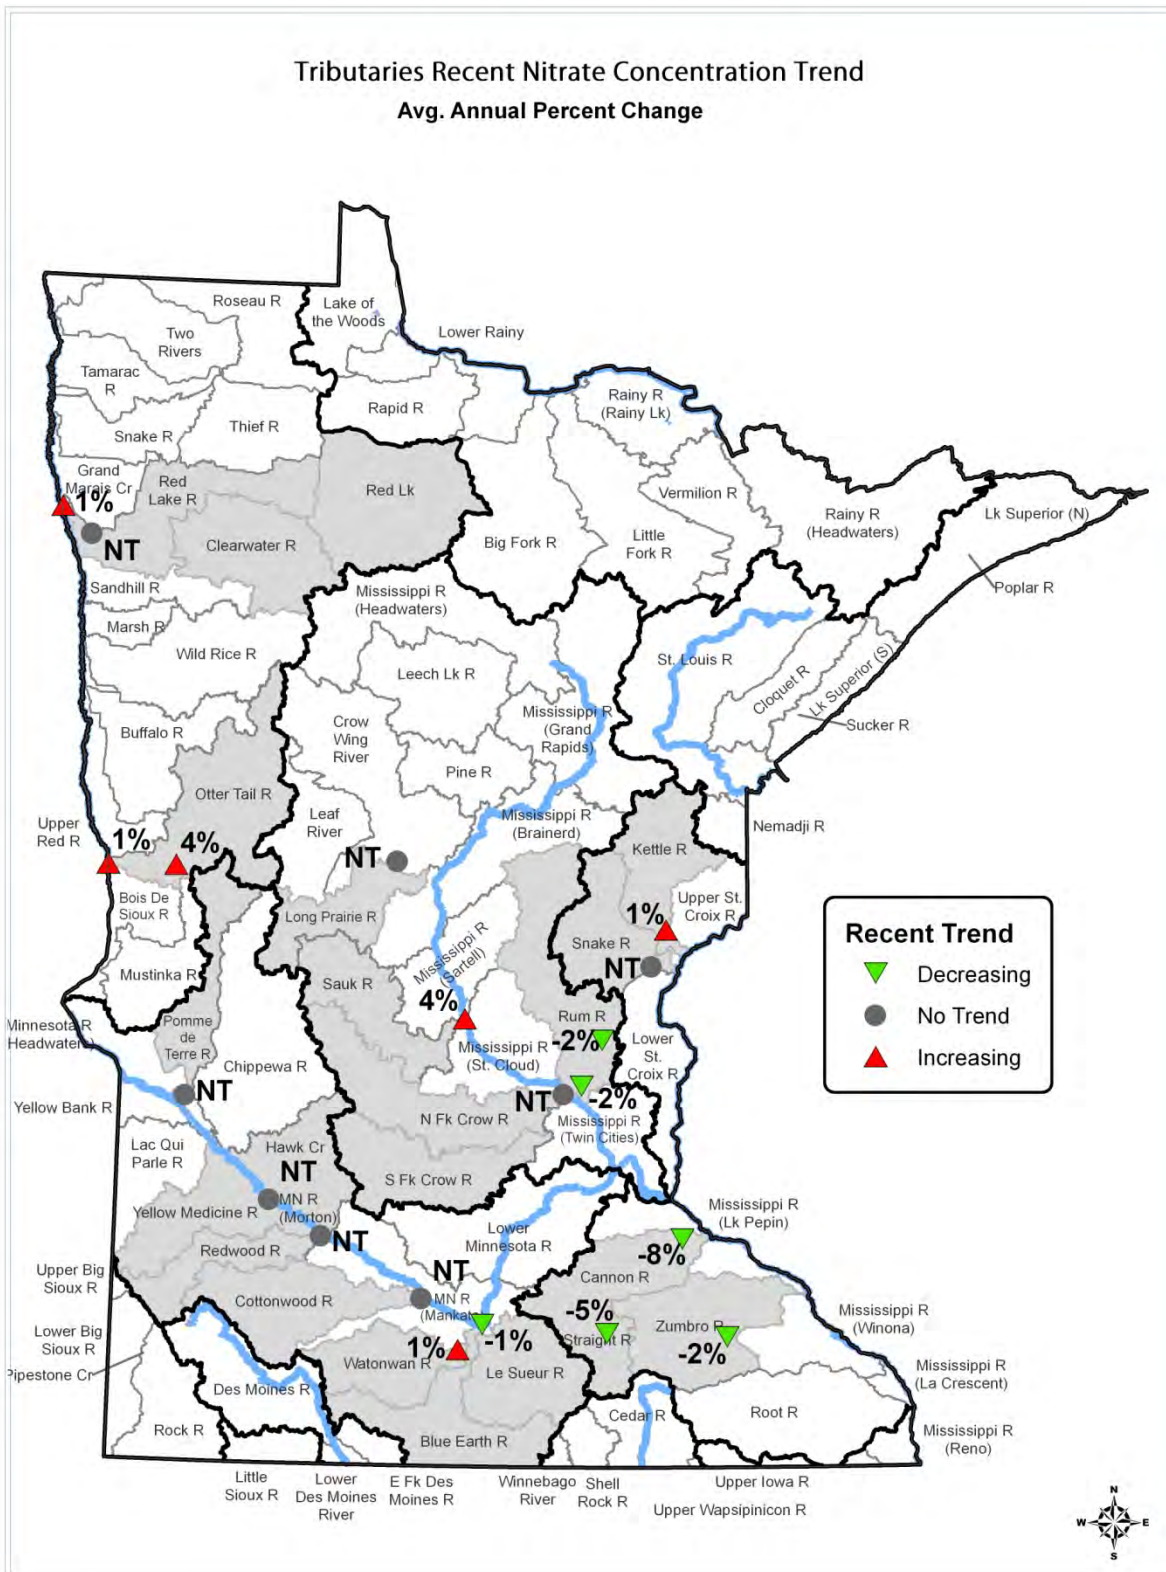 Tributaries Recent Nitrate Concentration Trend
Avg. Annual Percent Change
Roseau R
Lake of
the Woods
Lower Rainy
Two
Rivers
Tamarac
R
Rapid R
Rainy R
(Rainy Lk)
Snake R
Thief R
Grand
Marais Cr
1%
Red
Lake R
Red Lk
Vermilion R
Rainy R
(Headwaters)
Lk Superior (N)
NT
Clearwater R
Big Fork R
Little
Fork R
Poplar R
Sandhill R
Mississippi R
(Headwaters)
Marsh R
Wild Rice R
Leech Lk R
St. Louis R
Cloquet R
Lk Superior (S)
Sucker R
Buffalo R
Crow
Wing
River
Mississippi R
(Grand
Rapids)
Pine R
Otter Tail R
Leaf
River
Mississippi R
(Brainerd)
Nemadji R
Upper
Red R
1%
4%
NT
Kettle R
Bois De
Sioux R
Long Prairie R
Mississippi R
(Sartell)
1%
Upper St.
Croix R
Snake R
NT
Recent Trend
Decreasing
No Trend
Increasing
Mustinka R
Sauk R
4%
Rum R
-2%
Minnesota R
Headwaters)
Pomme
de
Terre R
Chippewa R
Mississippi R
(St. Cloud)
Lower
St.
Croix R
NT
NT
-2%
Yellow Bank R
N Fk Crow R
Mississippi R
(Twin Cities)
Lac Qui
Parle R
Hawk Cr
NT
S Fk Crow R
Yellow Medicine R
MN R
(Morton)
Mississippi R
(Lk Pepin)
Redwood R
NT
Lower
Minnesota R
-8%
Cannon R
Upper Big
Sioux R
Cottonwood R
NT
MN R
(Mankato
-5%
Mississippi R
(Winona)
Lower Big
Sioux R
1%
-1%
Straight R
Zumbro R
-2%
Pipestone Cr
Watonwan R
Le Sueur R
Mississippi R
(La Crescent)
Des Moines R
Rock R
Blue Earth R
Cedar R
Root R
Mississippi R
(Reno)
Little
Sioux R
Lower
Des Moines
River
E Fk Des
Moines R
Winnebago
River
Shell
Rock R
Upper Iowa R
Upper Wapsipinicon R
N
W
E
S